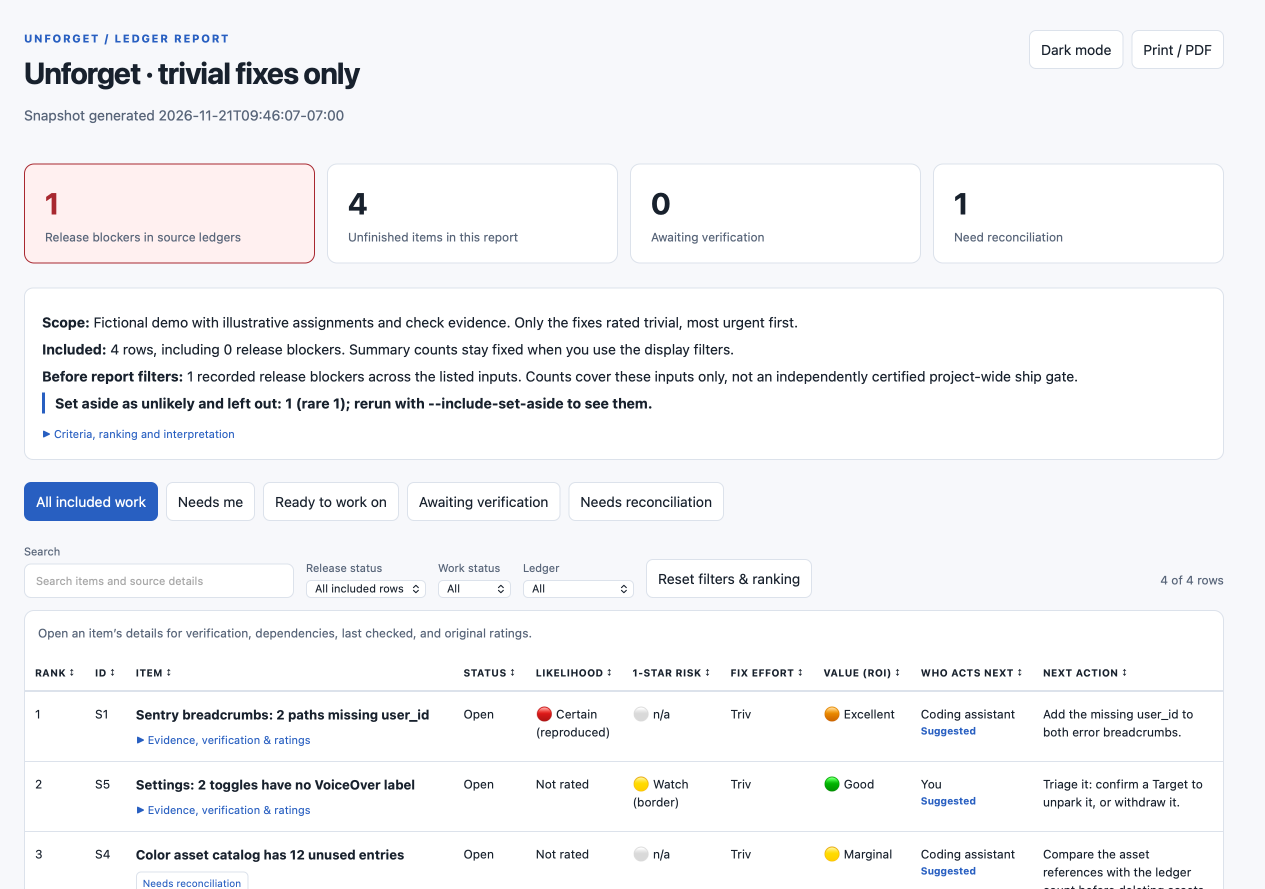 UNFORGET / LEDGER REPORT
Unforget · trivial fixes only
Snapshot generated 2026-11-21T09:46:07-07:00
Dark mode
Print / PDF
1
Release blockers in source ledgers
4
Unfinished items in this report
0
Awaiting verification
1
Need reconciliation
Scope: Fictional demo with illustrative assignments and check evidence. Only the fixes rated trivial, most urgent first.
Included: 4 rows, including 0 release blockers. Summary counts stay fixed when you use the display filters.
Before report filters: 1 recorded release blockers across the listed inputs. Counts cover these inputs only, not an independently certified project-wide ship gate.
Set aside as unlikely and left out: 1 (rare 1); rerun with --include-set-aside to see them.
▶ Criteria, ranking and interpretation
All included work
Needs me
Ready to work on
Awaiting verification
Needs reconciliation
Search
Search items and source details
Release status
All included rows
Work status
All
Ledger
All
Reset filters & ranking
4 of 4 rows
Open an item's details for verification, dependencies, last checked, and original ratings.
RANK ↕ ID ↕ ITEM ↕ STATUS ↕ LIKELIHOOD ↕ 1-STAR RISK ↕ FIX EFFORT ↕ VALUE (ROI) ↕ WHO ACTS NEXT ↕ NEXT ACTION ↕
1 S1 Sentry breadcrumbs: 2 paths missing user_id Open Certain n/a Triv Excellent Coding assistant Add the missing user_id to
▶ Evidence, verification & ratings (reproduced) Suggested both error breadcrumbs.
2 S5 Settings: 2 toggles have no VoiceOver label Open Not rated Watch Triv Good You Triage it: confirm a Target to
▶ Evidence, verification & ratings (border) Suggested unpark it, or withdraw it.
3 S4 Color asset catalog has 12 unused entries Open Not rated n/a Triv Marginal Coding assistant Compare the asset
Needs reconciliation Suggested references with the ledger
count before deleting assets